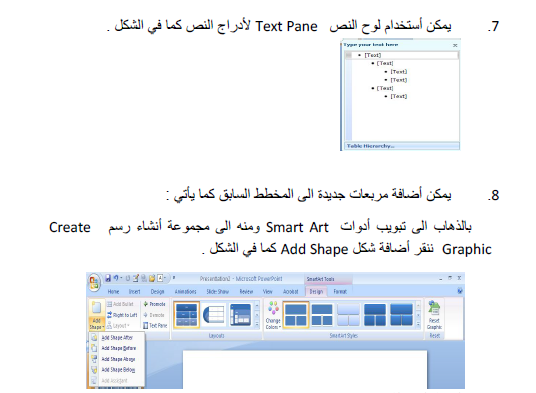 7. يمكن أستخدام لوح النص Text Pane لأدراج النص كما في الشكل .
Type your text here
[Text]
[Text]
[Text]
[Text]
[Text]
[Text]
Table Hierarchy...
8. يمكن أضافة مربعات جديدة الى المخطط السابق كما يأتي :
بالذهاب الى تبويب أدوات Smart Art ومنه الى مجموعة أنشاء رسم Create
Graphic ننقر أضافة شكل Add Shape كما في الشكل .
Presentation1 - Microsoft PowerPoint SmartArt Tools
Home Insert Design Animations Slide Show Review View Acrobat Design Format
Add Shape Add Bullet Right to Left Layout Promote Demote Text Pane
Change Colors Reset Graphic
Layouts SmartArt Styles Reset
Add Shape After
Add Shape Before
Add Shape Above
Add Shape Below
Add Assistant